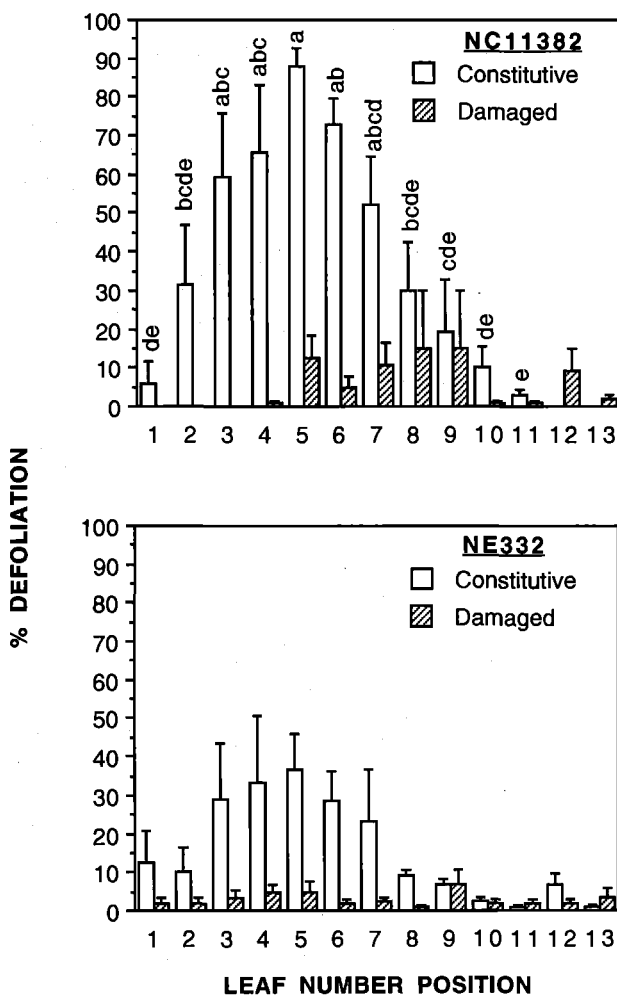 NC11382
Constitutive
Damaged
100
90
80
70
60
50
40
30
20
10
0
de
bcde
abc
abc
a
ab
abcd
bcde
cde
de
e
1 2 3 4 5 6 7 8 9 10 11 12 13
% DEFOLIATION
NE332
Constitutive
Damaged
100
90
80
70
60
50
40
30
20
10
0
1 2 3 4 5 6 7 8 9 10 11 12 13
LEAF NUMBER POSITION